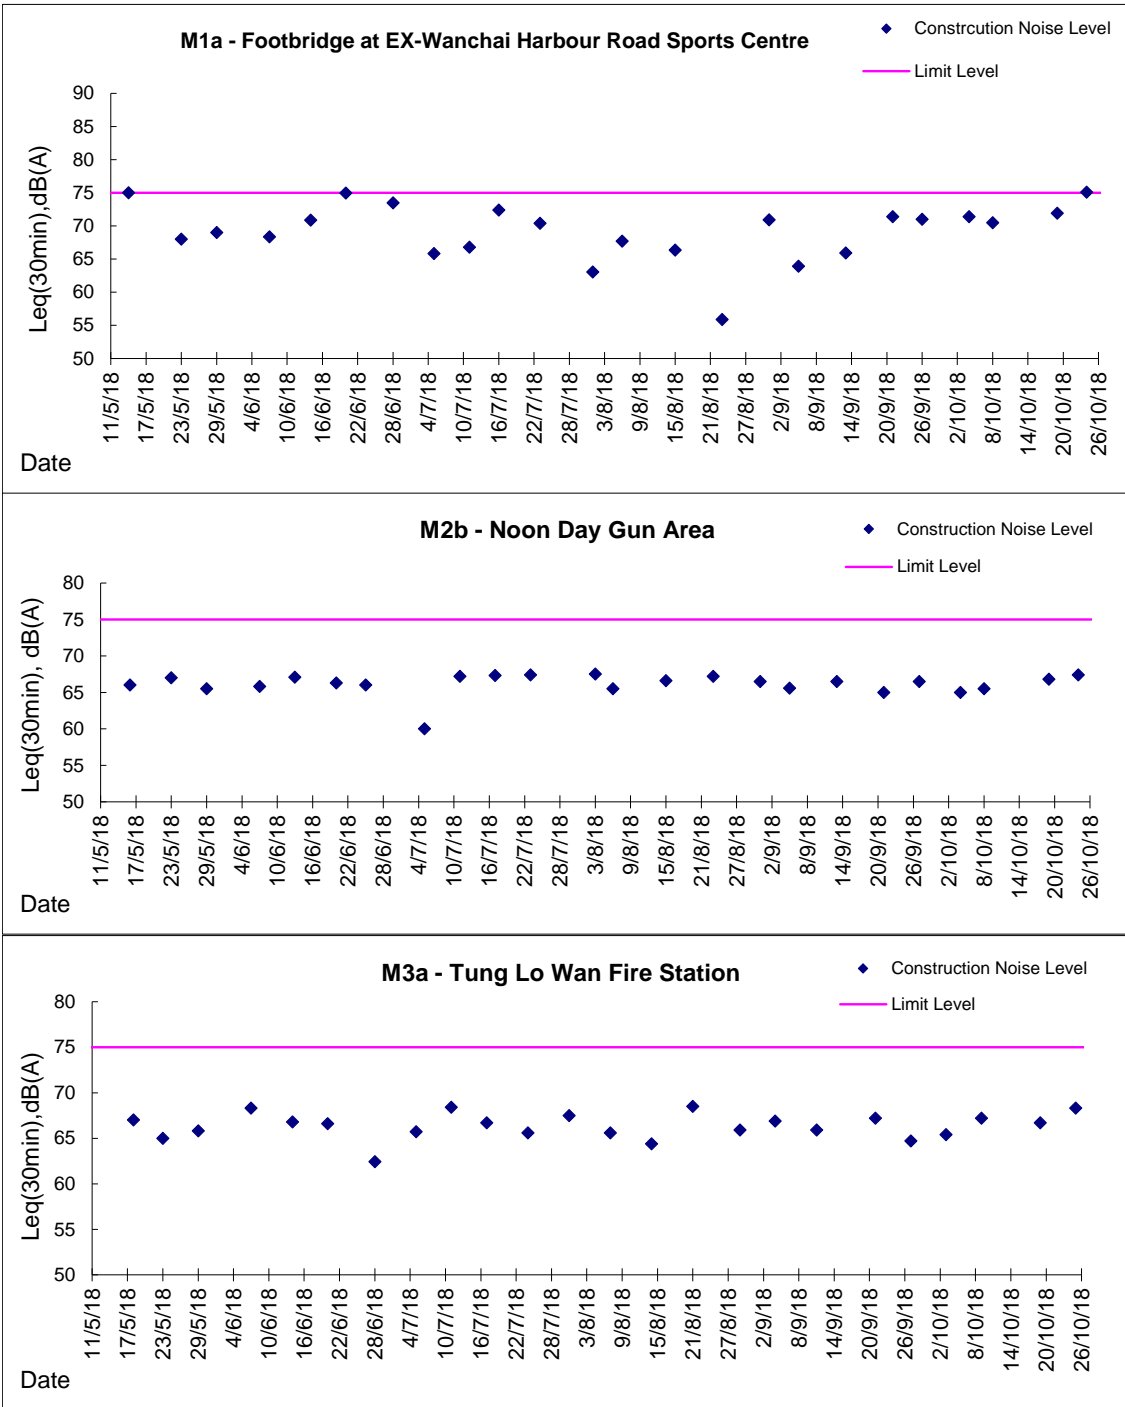 M1a - Footbridge at EX-Wanchai Harbour Road Sports Centre
Constrcution Noise Level
Limit Level
Leq(30min),dB(A)
90
85
80
75
70
65
60
55
50
11/5/18 17/5/18 23/5/18 29/5/18 4/6/18 10/6/18 16/6/18 22/6/18 28/6/18 4/7/18 10/7/18 16/7/18 22/7/18 28/7/18 3/8/18 9/8/18 15/8/18 21/8/18 27/8/18 2/9/18 8/9/18 14/9/18 20/9/18 26/9/18 2/10/18 8/10/18 14/10/18 20/10/18 26/10/18
Date
M2b - Noon Day Gun Area
Construction Noise Level
Limit Level
Leq(30min), dB(A)
80
75
70
65
60
55
50
11/5/18 17/5/18 23/5/18 29/5/18 4/6/18 10/6/18 16/6/18 22/6/18 28/6/18 4/7/18 10/7/18 16/7/18 22/7/18 28/7/18 3/8/18 9/8/18 15/8/18 21/8/18 27/8/18 2/9/18 8/9/18 14/9/18 20/9/18 26/9/18 2/10/18 8/10/18 14/10/18 20/10/18 26/10/18
Date
M3a - Tung Lo Wan Fire Station
Construction Noise Level
Limit Level
Leq(30min),dB(A)
80
75
70
65
60
55
50
11/5/18 17/5/18 23/5/18 29/5/18 4/6/18 10/6/18 16/6/18 22/6/18 28/6/18 4/7/18 10/7/18 16/7/18 22/7/18 28/7/18 3/8/18 9/8/18 15/8/18 21/8/18 27/8/18 2/9/18 8/9/18 14/9/18 20/9/18 26/9/18 2/10/18 8/10/18 14/10/18 20/10/18 26/10/18
Date